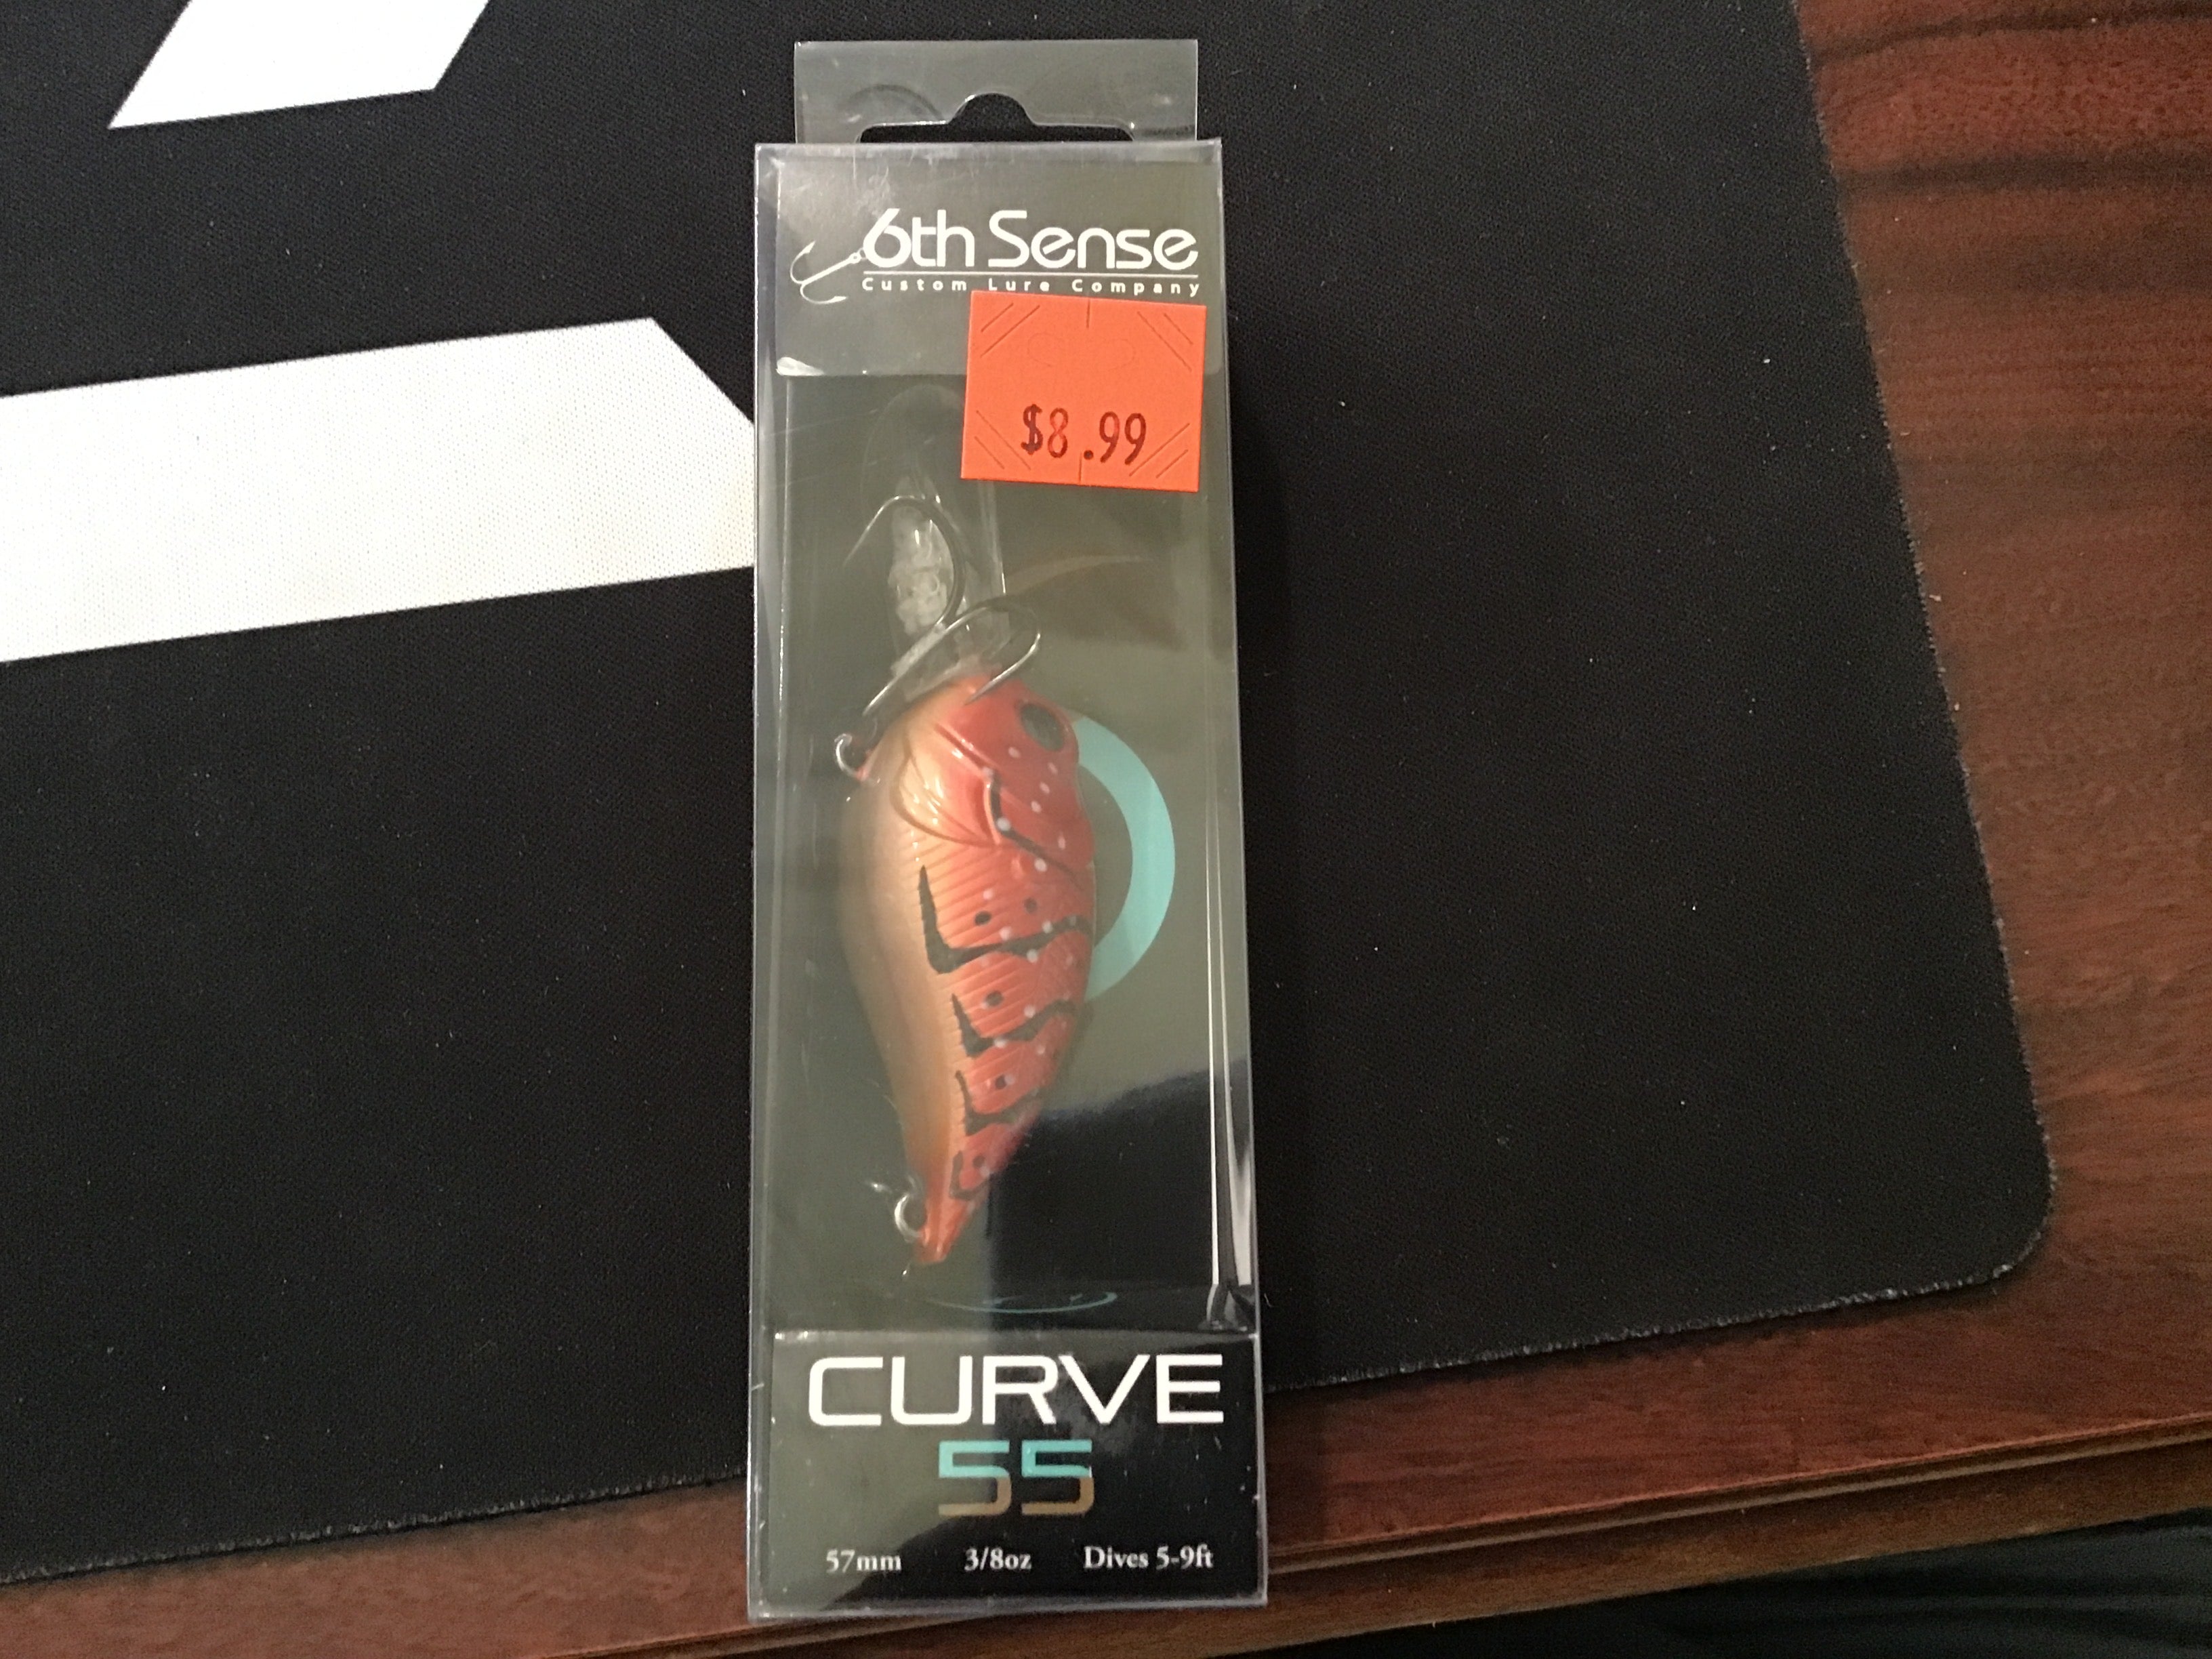 6th Sense
Custom Lure Company
$8.99
CURVE
55
57mm 3/8oz Dives 5-9ft